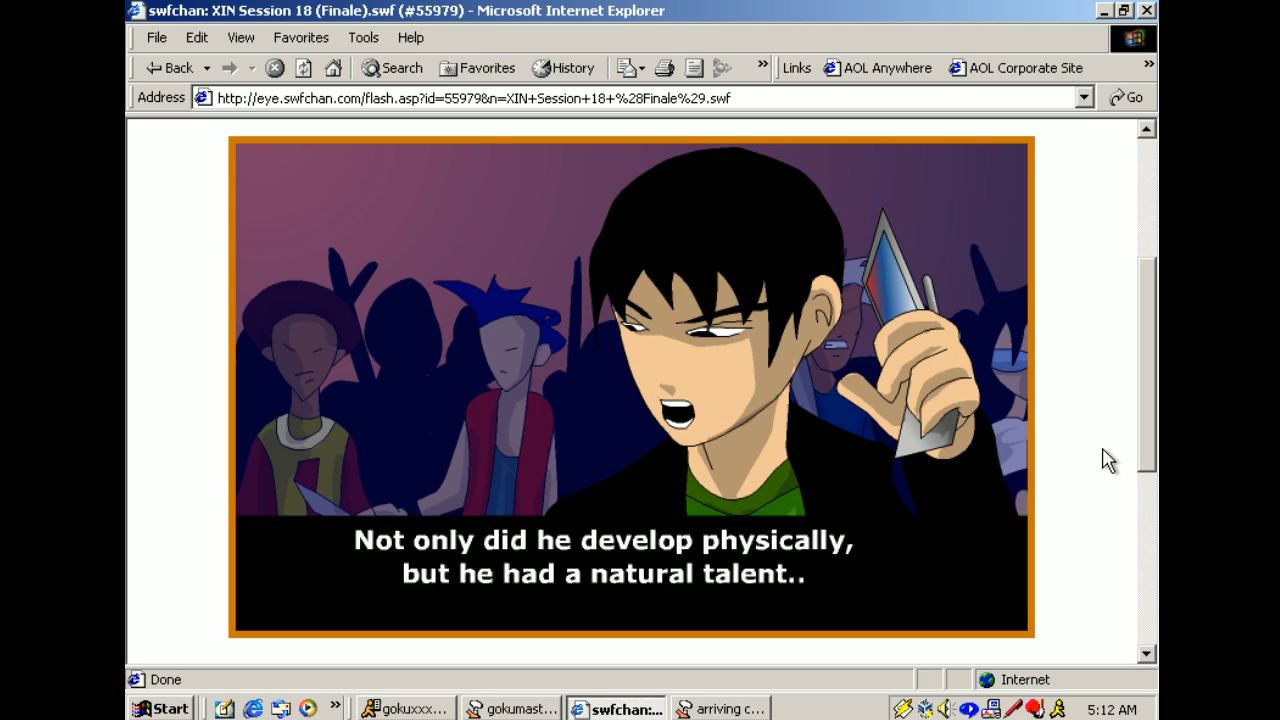 swfchan: XIN Session 18 (Finale).swf (#55979) - Microsoft Internet Explorer
File Edit View Favorites Tools Help
Back Search Favorites History » Links AOL Anywhere AOL Corporate Site »
Address http://eye.swfchan.com/flash.asp?id=55979&n=XIN+Session+18+%28Finale%29.swf Go
Not only did he develop physically,
but he had a natural talent..
Done Internet
Start » gokuxxx... gokumast... swfchan:... arriving c... 5:12 AM